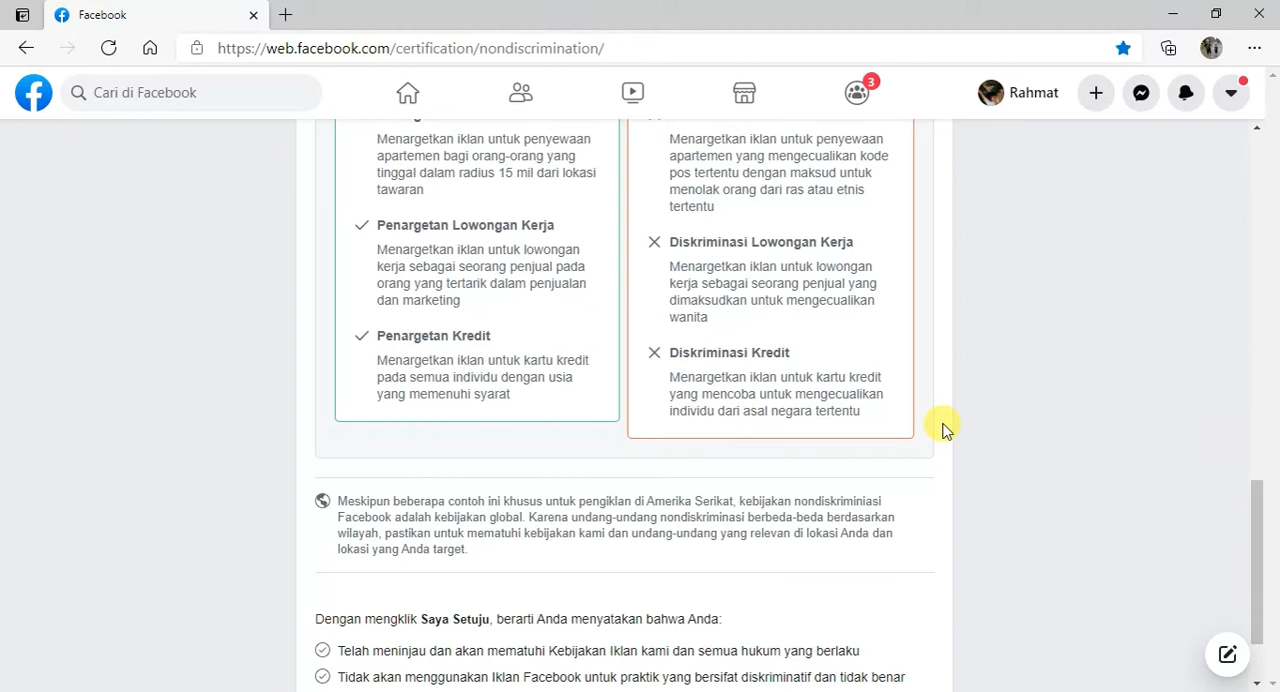 Facebook
https://web.facebook.com/certification/nondiscrimination/
Cari di Facebook
3
Rahmat
Menargetkan iklan untuk penyewaan
apartemen bagi orang-orang yang
tinggal dalam radius 15 mil dari lokasi
tawaran
Penargetan Lowongan Kerja
Menargetkan iklan untuk lowongan
kerja sebagai seorang penjual pada
orang yang tertarik dalam penjualan
dan marketing
Penargetan Kredit
Menargetkan iklan untuk kartu kredit
pada semua individu dengan usia
yang memenuhi syarat
Menargetkan iklan untuk penyewaan
apartemen yang mengecualikan kode
pos tertentu dengan maksud untuk
menolak orang dari ras atau etnis
tertentu
Diskriminasi Lowongan Kerja
Menargetkan iklan untuk lowongan
kerja sebagai seorang penjual yang
dimaksudkan untuk mengecualikan
wanita
Diskriminasi Kredit
Menargetkan iklan untuk kartu kredit
yang mencoba untuk mengecualikan
individu dari asal negara tertentu
Meskipun beberapa contoh ini khusus untuk pengiklan di Amerika Serikat, kebijakan nondiskriminiasi
Facebook adalah kebijakan global. Karena undang-undang nondiskriminasi berbeda-beda berdasarkan
wilayah, pastikan untuk mematuhi kebijakan kami dan undang-undang yang relevan di lokasi Anda dan
lokasi yang Anda target.
Dengan mengklik Saya Setuju, berarti Anda menyatakan bahwa Anda:
Telah meninjau dan akan mematuhi Kebijakan Iklan kami dan semua hukum yang berlaku
Tidak akan menggunakan Iklan Facebook untuk praktik yang bersifat diskriminatif dan tidak benar